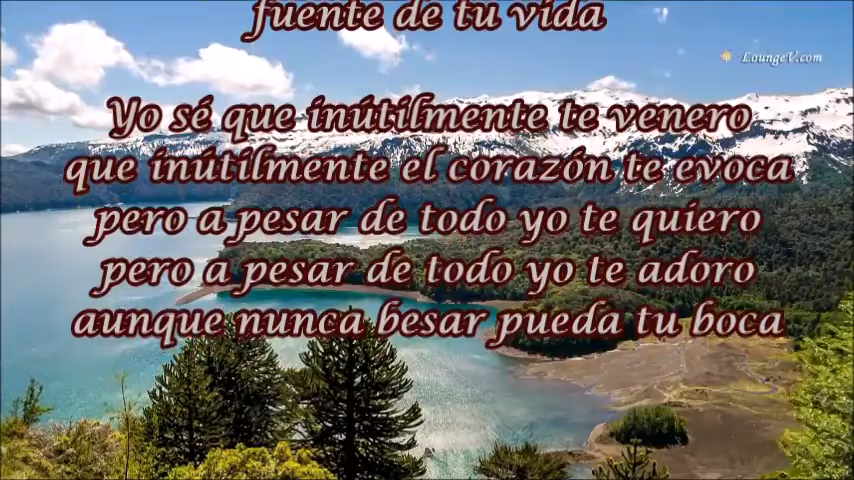 fuente de tu vida
LoungeV.com
Yo sé que inútilmente te venero
que inútilmente el corazón te evoca
pero a pesar de todo yo te quiero
pero a pesar de todo yo te adoro
aunque nunca besar pueda tu boca